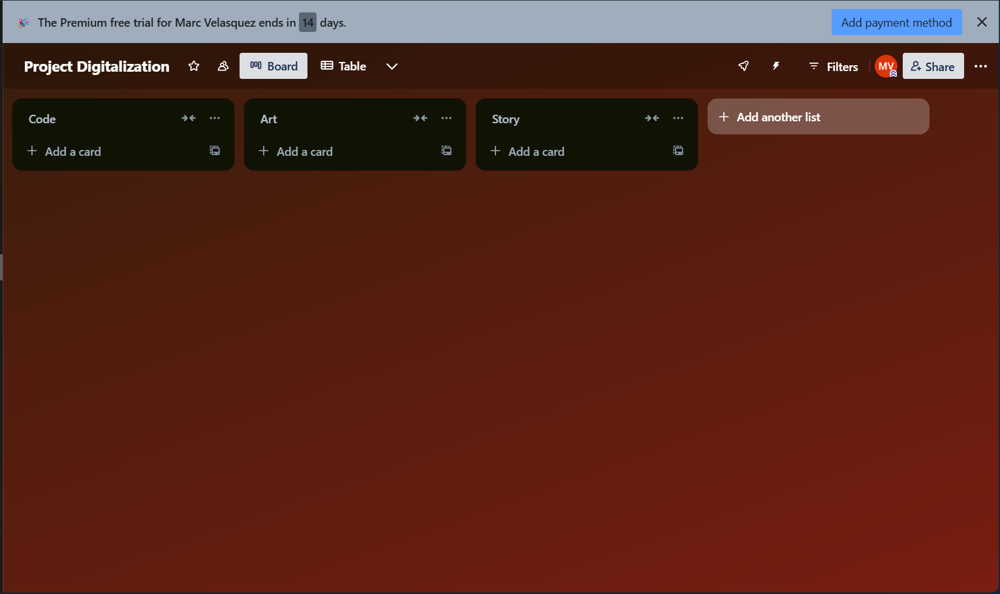 The Premium free trial for Marc Velasquez ends in 14 days.
Add payment method
Project Digitalization
Board
Table
Filters
MV
Share
Code
Add a card
Art
Add a card
Story
Add a card
Add another list